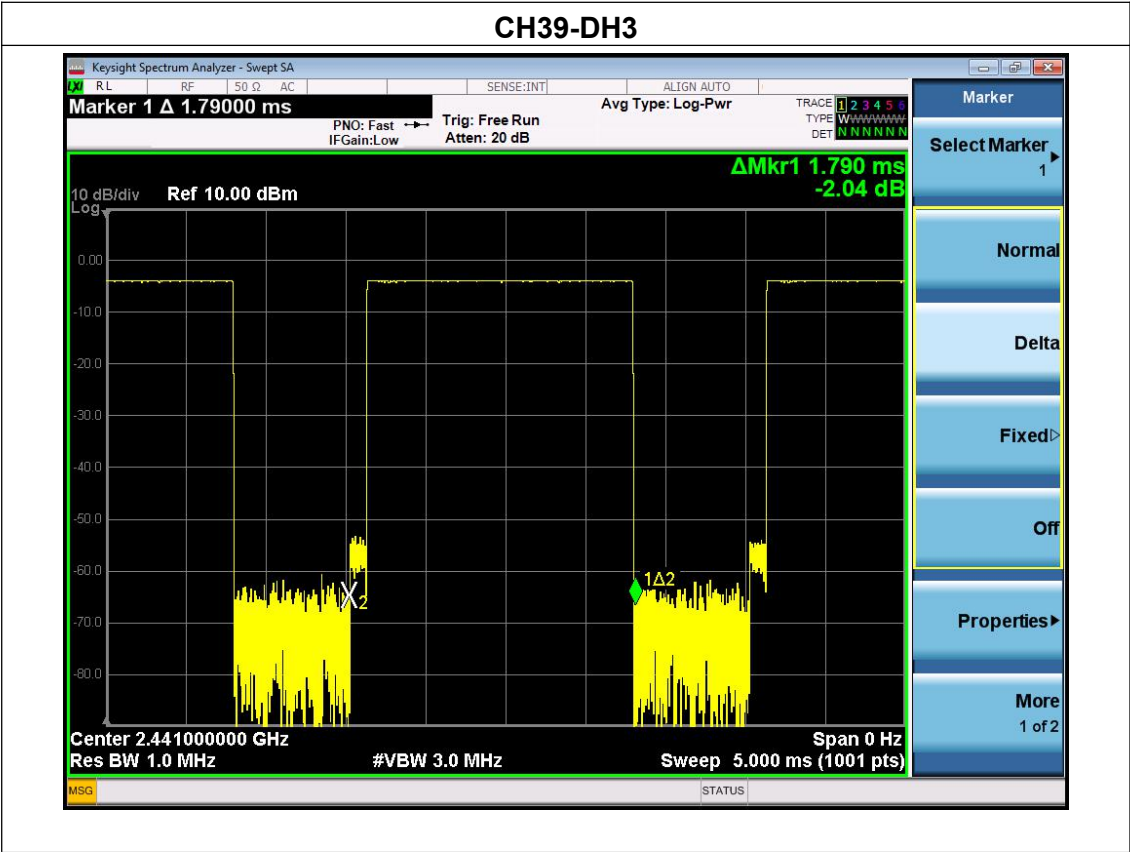 CH39-DH3
Keysight Spectrum Analyzer - Swept SA
LXI RL RF 50 Ω AC SENSE:INT ALIGN AUTO
Marker 1 Δ 1.79000 ms
PNO: Fast
IFGain:Low
Trig: Free Run
Atten: 20 dB
Avg Type: Log-Pwr
TRACE 1 2 3 4 5 6
TYPE WWWWWW
DET N N N N N N
ΔMkr1 1.790 ms
-2.04 dB
10 dB/div Ref 10.00 dBm
Log
0.00
-10.0
-20.0
-30.0
-40.0
-50.0
-60.0
-70.0
-80.0
2
1Δ2
Center 2.441000000 GHz Span 0 Hz
Res BW 1.0 MHz #VBW 3.0 MHz Sweep 5.000 ms (1001 pts)
MSG STATUS
Marker
Select Marker
1
Normal
Delta
Fixed
Off
Properties
More
1 of 2